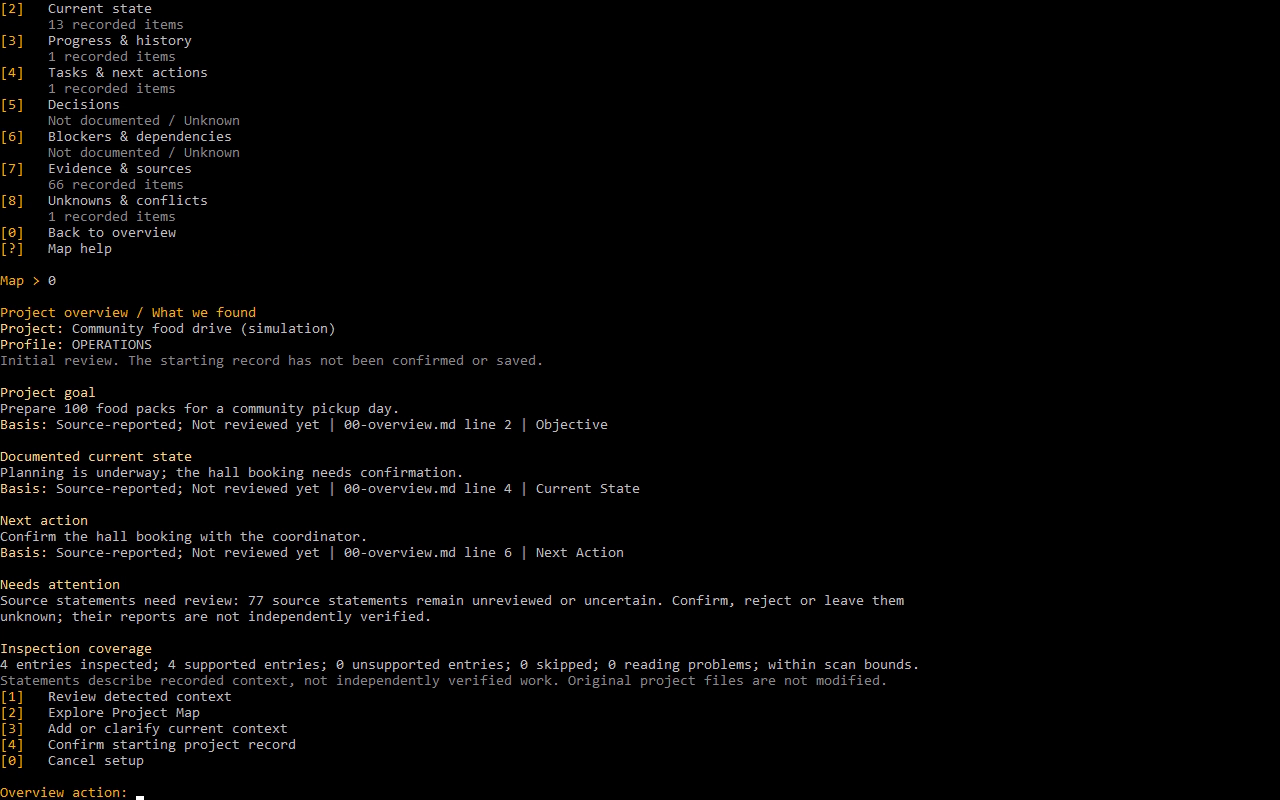 [2]   Current state
      13 recorded items
[3]   Progress & history
      1 recorded items
[4]   Tasks & next actions
      1 recorded items
[5]   Decisions
      Not documented / Unknown
[6]   Blockers & dependencies
      Not documented / Unknown
[7]   Evidence & sources
      66 recorded items
[8]   Unknowns & conflicts
      1 recorded items
[0]   Back to overview
[?]   Map help

Map > 0

Project overview / What we found
Project: Community food drive (simulation)
Profile: OPERATIONS
Initial review. The starting record has not been confirmed or saved.

Project goal
Prepare 100 food packs for a community pickup day.
Basis: Source-reported; Not reviewed yet | 00-overview.md line 2 | Objective

Documented current state
Planning is underway; the hall booking needs confirmation.
Basis: Source-reported; Not reviewed yet | 00-overview.md line 4 | Current State

Next action
Confirm the hall booking with the coordinator.
Basis: Source-reported; Not reviewed yet | 00-overview.md line 6 | Next Action

Needs attention
Source statements need review: 77 source statements remain unreviewed or uncertain. Confirm, reject or leave them
unknown; their reports are not independently verified.

Inspection coverage
4 entries inspected; 4 supported entries; 0 unsupported entries; 0 skipped; 0 reading problems; within scan bounds.
Statements describe recorded context, not independently verified work. Original project files are not modified.
[1]   Review detected context
[2]   Explore Project Map
[3]   Add or clarify current context
[4]   Confirm starting project record
[0]   Cancel setup

Overview action: